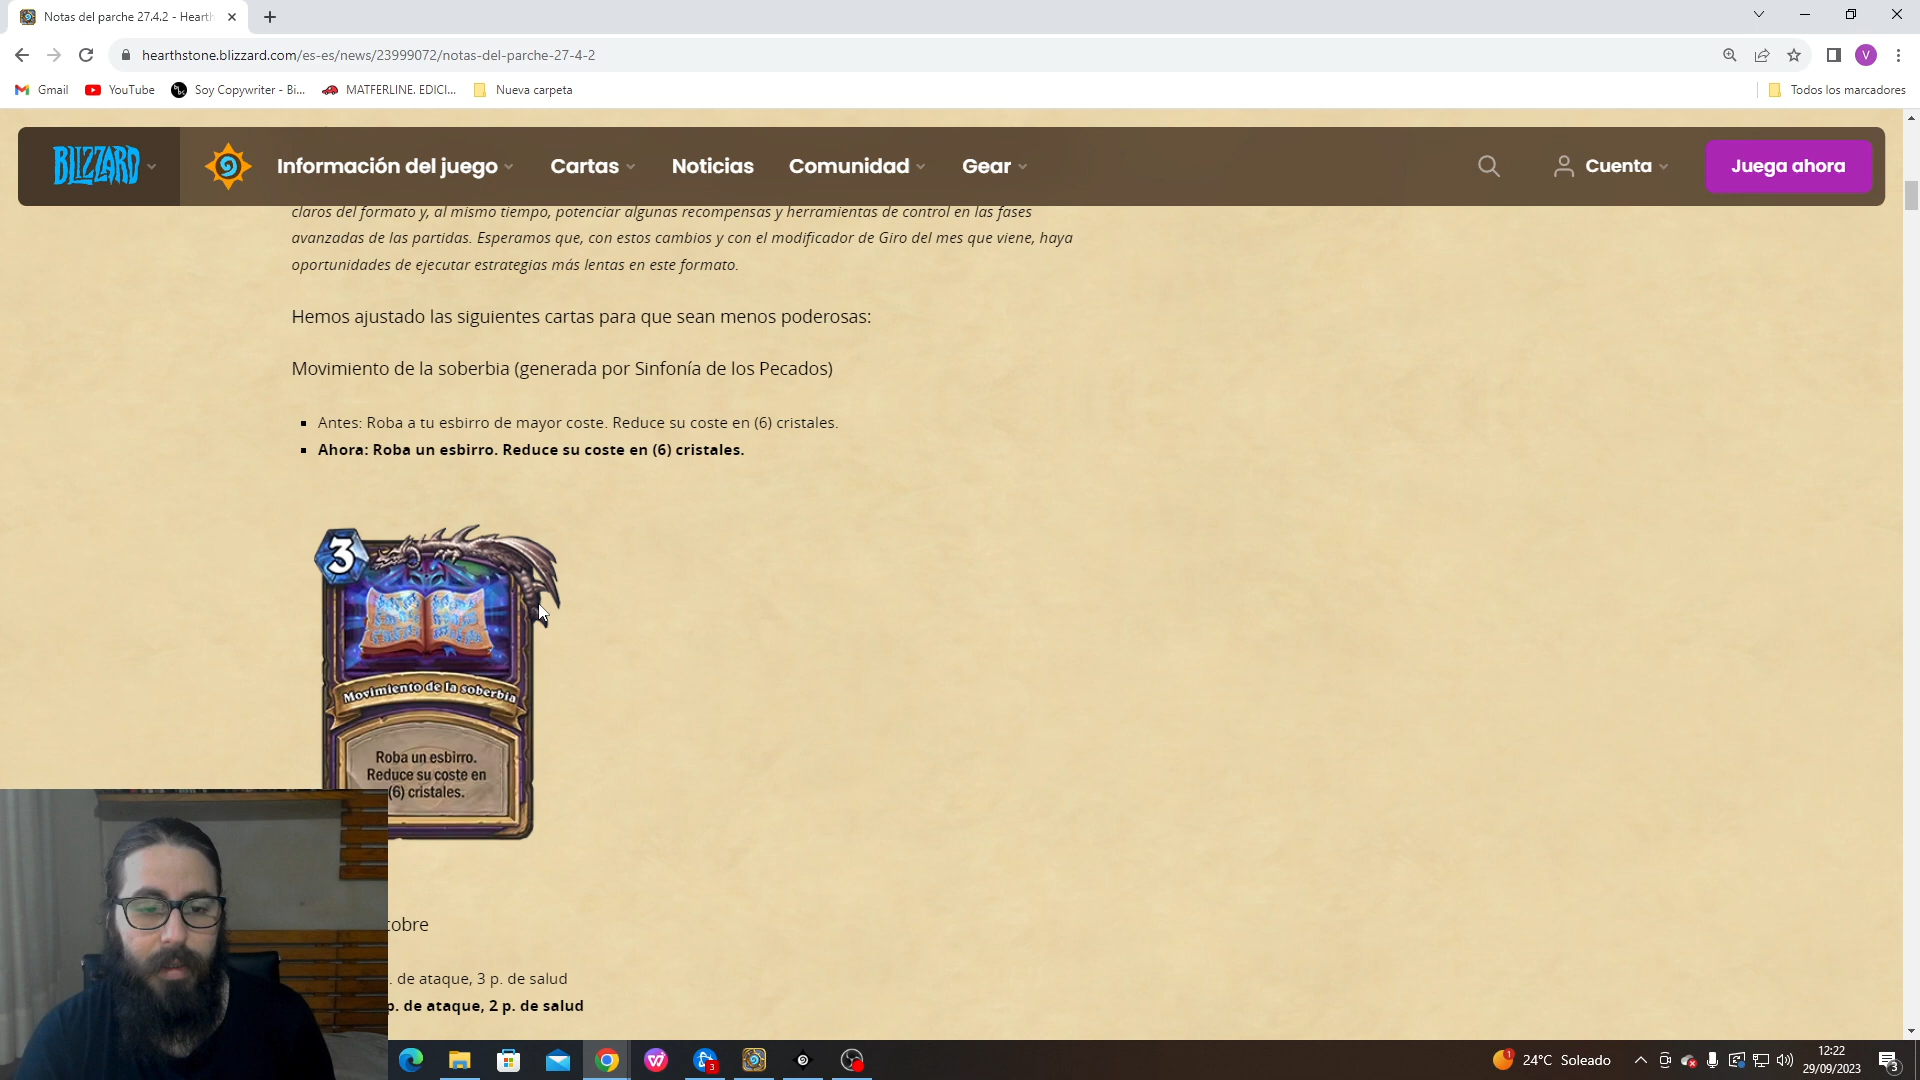 Notas del parche 27.4.2 - Hearth
hearthstone.blizzard.com/es-es/news/23999072/notas-del-parche-27-4-2
V
Gmail
YouTube
Soy Copywriter - Bi...
MATFERLINE. EDICI...
Nueva carpeta
Todos los marcadores
BLIZZARD
Información del juego
Cartas
Noticias
Comunidad
Gear
Cuenta
Juega ahora
claros del formato y, al mismo tiempo, potenciar algunas recompensas y herramientas de control en las fases
avanzadas de las partidas. Esperamos que, con estos cambios y con el modificador de Giro del mes que viene, haya
oportunidades de ejecutar estrategias más lentas en este formato.
Hemos ajustado las siguientes cartas para que sean menos poderosas:
Movimiento de la soberbia (generada por Sinfonía de los Pecados)
Antes: Roba a tu esbirro de mayor coste. Reduce su coste en (6) cristales.
Ahora: Roba un esbirro. Reduce su coste en (6) cristales.
3
Movimiento de la soberbia
Roba un esbirro.
Reduce su coste en
(6) cristales.
cobre
. de ataque, 3 p. de salud
p. de ataque, 2 p. de salud
3
1
24°C Soleado
12:22
29/09/2023
3